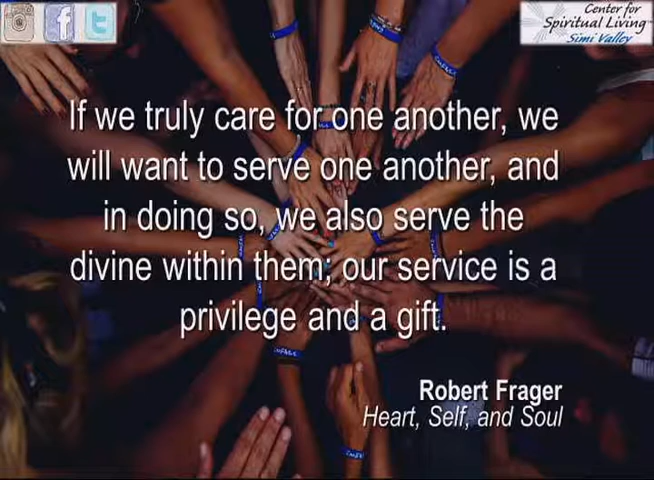 Center for
Spiritual Living
Simi Valley
If we truly care for one another, we
will want to serve one another, and
in doing so, we also serve the
divine within them; our service is a
privilege and a gift.
Robert Frager
Heart, Self, and Soul